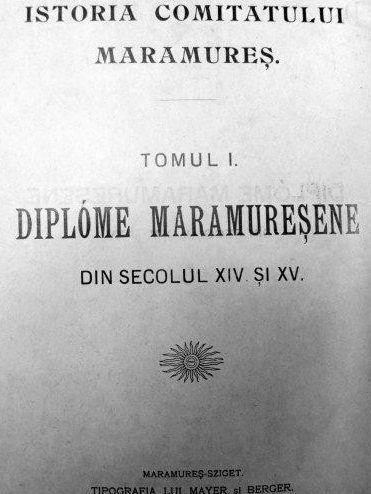 ISTORIA COMITATULUI
MARAMUREȘ.
TOMUL I.
DIPLÓME MARAMUREȘENE
DIN SECOLUL XIV. ȘI XV.
MARAMUREȘ-SZIGET.
TIPOGRAFIA LUI MAYER și BERGER.